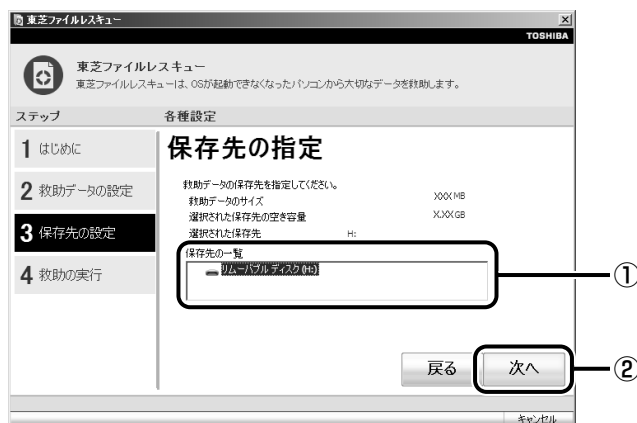 東芝ファイルレスキュー
TOSHIBA
東芝ファイルレスキュー
東芝ファイルレスキューは、OSが起動できなくなったパソコンから大切なデータを救助します。
ステップ
各種設定
1 はじめに
2 救助データの設定
3 保存先の設定
4 救助の実行
保存先の指定
救助データの保存先を指定してください。
救助データのサイズ XXX MB
選択された保存先の空き容量 X.XX GB
選択された保存先 H:
保存先の一覧
リムーバブル ディスク (H:)
①
戻る 次へ
②
キャンセル